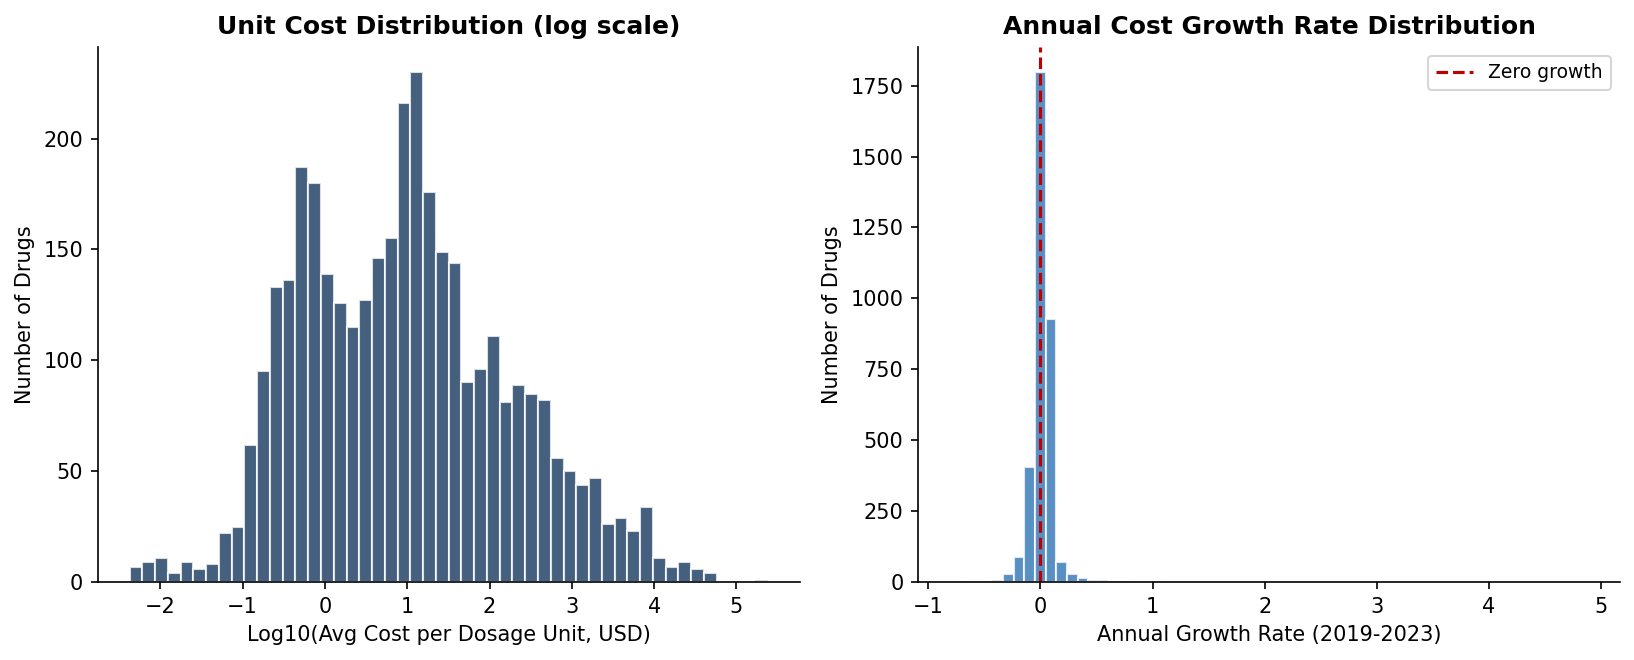 Unit Cost Distribution (log scale)
Number of Drugs
200
150
100
50
0
−2 −1 0 1 2 3 4 5
Log10(Avg Cost per Dosage Unit, USD)
Annual Cost Growth Rate Distribution
Zero growth
Number of Drugs
1750
1500
1250
1000
750
500
250
0
−1 0 1 2 3 4 5
Annual Growth Rate (2019-2023)